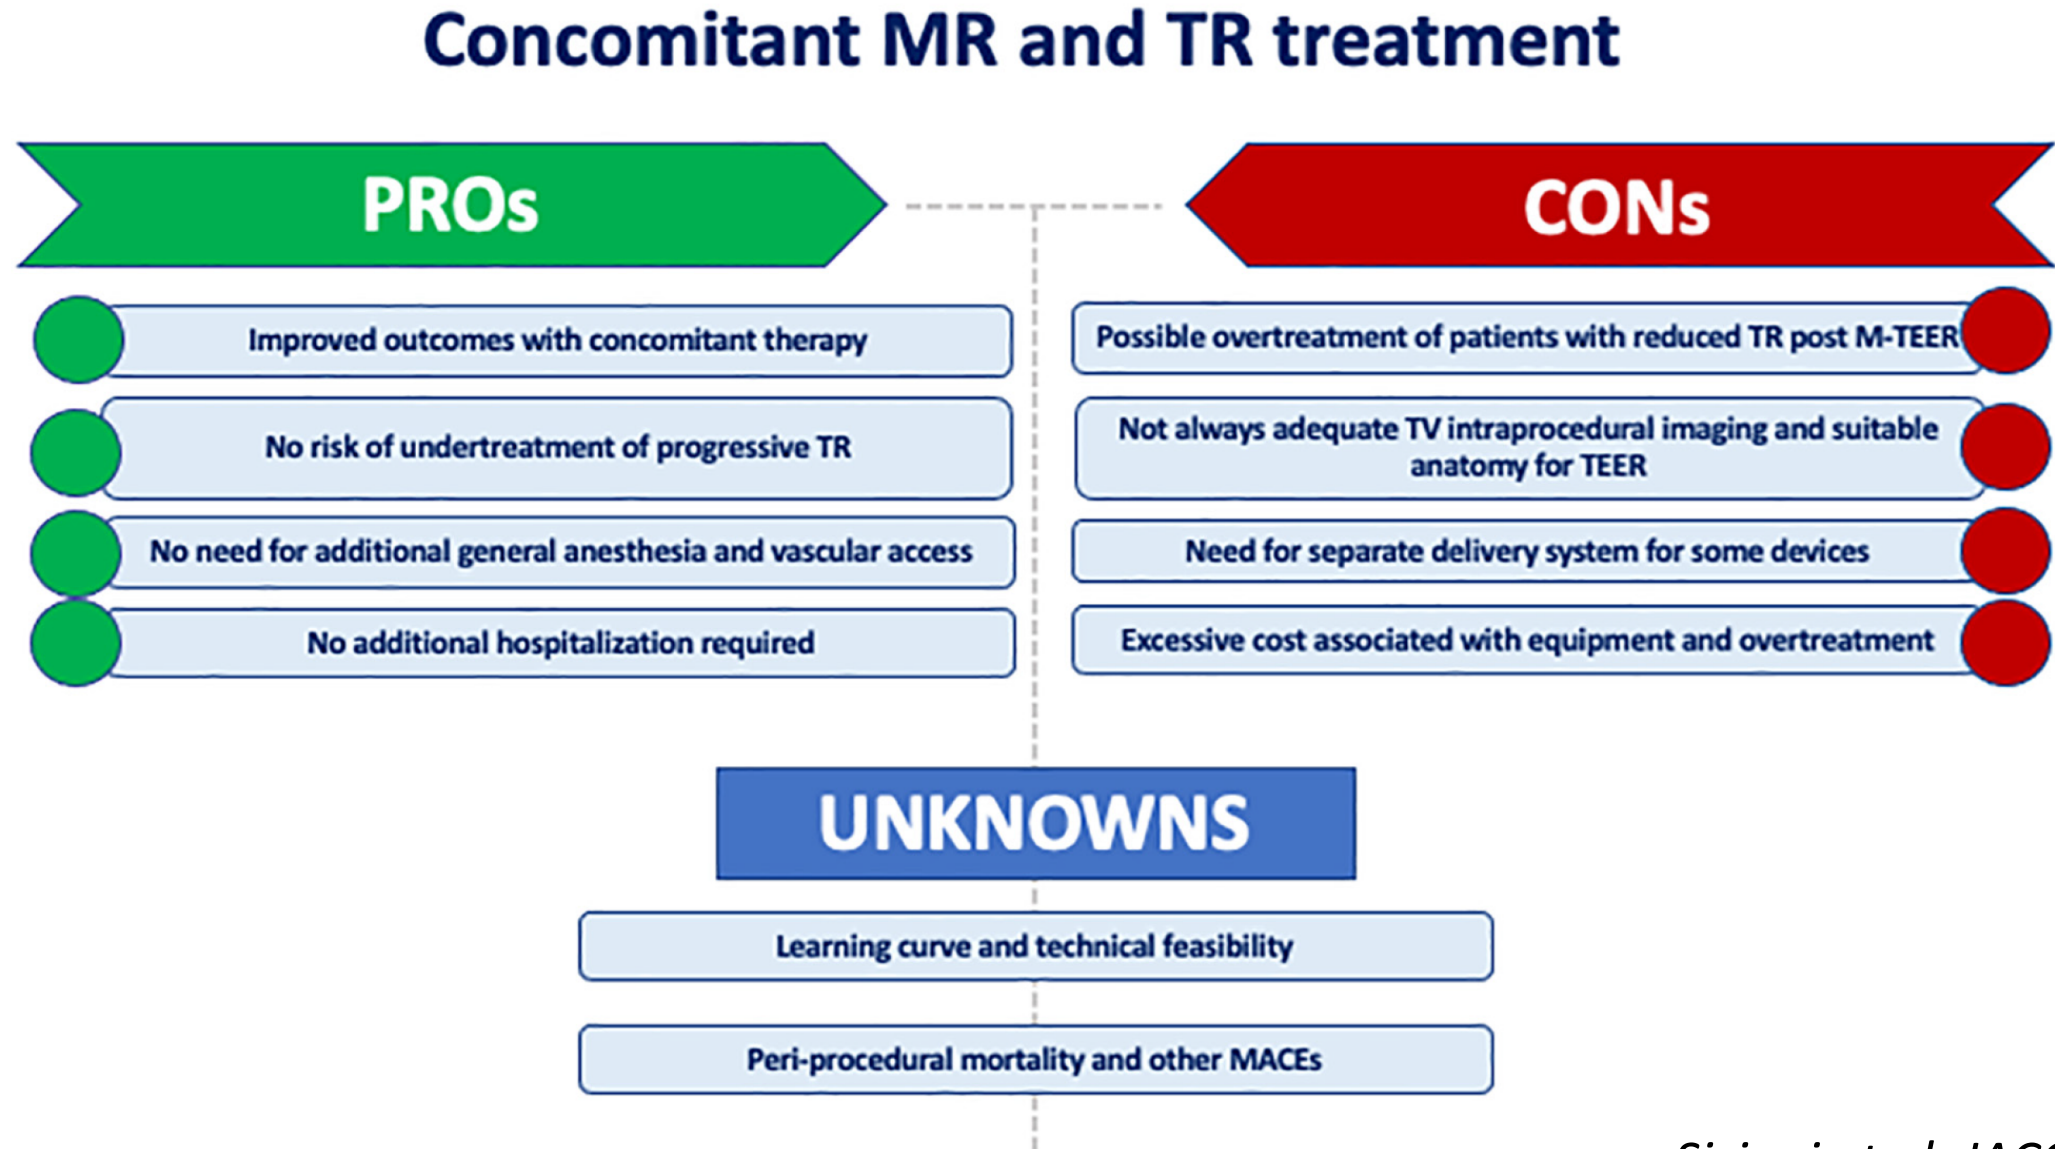 Concomitant MR and TR treatment
PROs
Improved outcomes with concomitant therapy
No risk of undertreatment of progressive TR
No need for additional general anesthesia and vascular access
No additional hospitalization required
CONs
Possible overtreatment of patients with reduced TR post M-TEER
Not always adequate TV intraprocedural imaging and suitable
anatomy for TEER
Need for separate delivery system for some devices
Excessive cost associated with equipment and overtreatment
UNKNOWNS
Learning curve and technical feasibility
Peri-procedural mortality and other MACEs